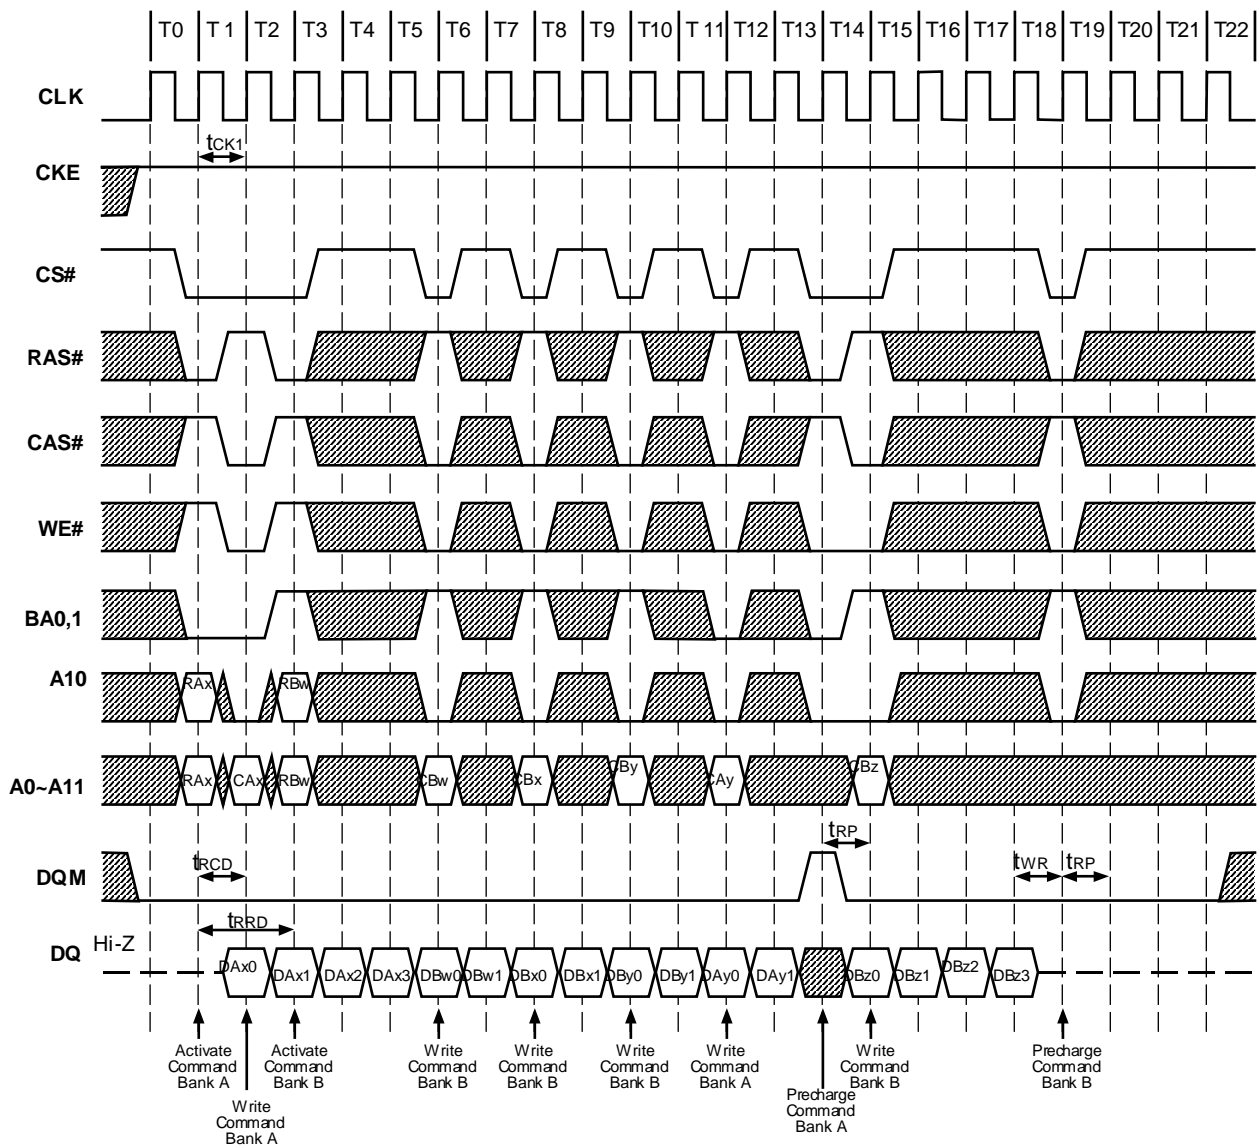 T0 T1 T2 T3 T4 T5 T6 T7 T8 T9 T10 T11 T12 T13 T14 T15 T16 T17 T18 T19 T20 T21 T22
CLK
tCK1
CKE
CS#
RAS#
CAS#
WE#
BA0,1
A10
RAx RBw
A0~A11
RAx CAx RBw CBw CBx CBy CAy CBz
tRP
DQM
tRCD tWR tRP
tRRD
DQ
Hi-Z
DAx0 DAx1 DAx2 DAx3 DBw0 DBw1 DBx0 DBx1 DBy0 DBy1 DAy0 DAy1 DBz0 DBz1 DBz2 DBz3
Activate
Command
Bank A
Write
Command
Bank A
Activate
Command
Bank B
Write
Command
Bank B
Write
Command
Bank B
Write
Command
Bank B
Write
Command
Bank A
Precharge
Command
Bank A
Write
Command
Bank B
Precharge
Command
Bank B